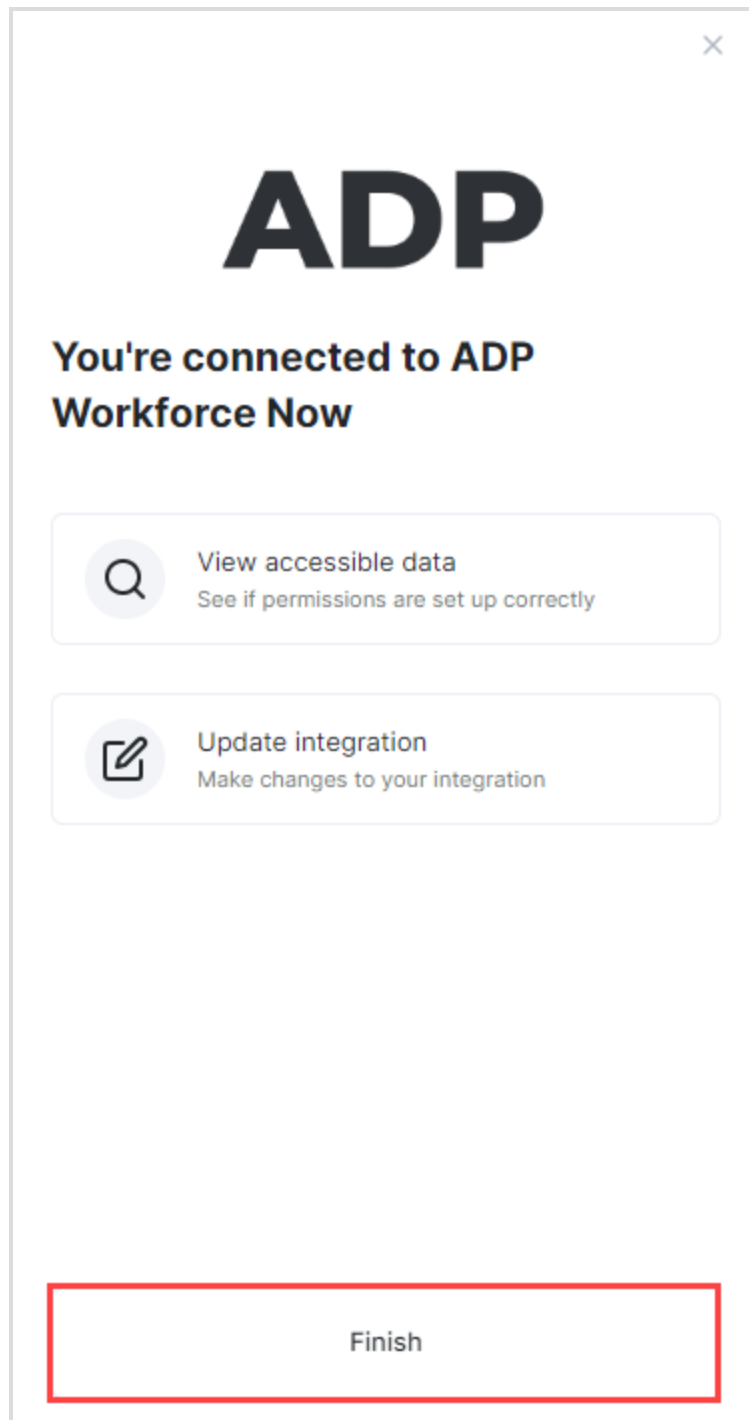 ADP
You're connected to ADP
Workforce Now
View accessible data
See if permissions are set up correctly
Update integration
Make changes to your integration
Finish